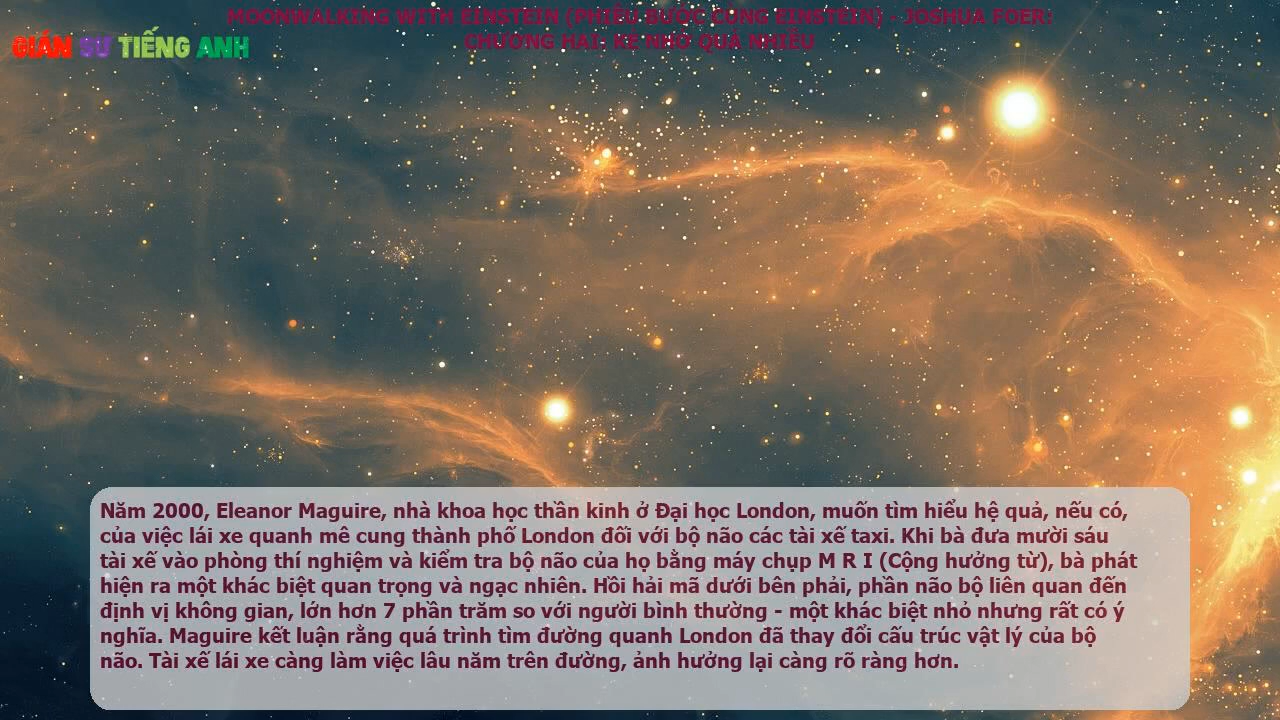 MOONWALKING WITH EINSTEIN (PHIÊU BƯỚC CÙNG EINSTEIN) - JOSHUA FOER:
CHƯƠNG HAI: KẺ NHỚ QUÁ NHIỀU
GIÁN SƯ TIẾNG ANH
Năm 2000, Eleanor Maguire, nhà khoa học thần kinh ở Đại học London, muốn tìm hiểu hệ quả, nếu có,
của việc lái xe quanh mê cung thành phố London đối với bộ não các tài xế taxi. Khi bà đưa mười sáu
tài xế vào phòng thí nghiệm và kiểm tra bộ não của họ bằng máy chụp M R I (Cộng hưởng từ), bà phát
hiện ra một khác biệt quan trọng và ngạc nhiên. Hồi hải mã dưới bên phải, phần não bộ liên quan đến
định vị không gian, lớn hơn 7 phần trăm so với người bình thường - một khác biệt nhỏ nhưng rất có ý
nghĩa. Maguire kết luận rằng quá trình tìm đường quanh London đã thay đổi cấu trúc vật lý của bộ
não. Tài xế lái xe càng làm việc lâu năm trên đường, ảnh hưởng lại càng rõ ràng hơn.